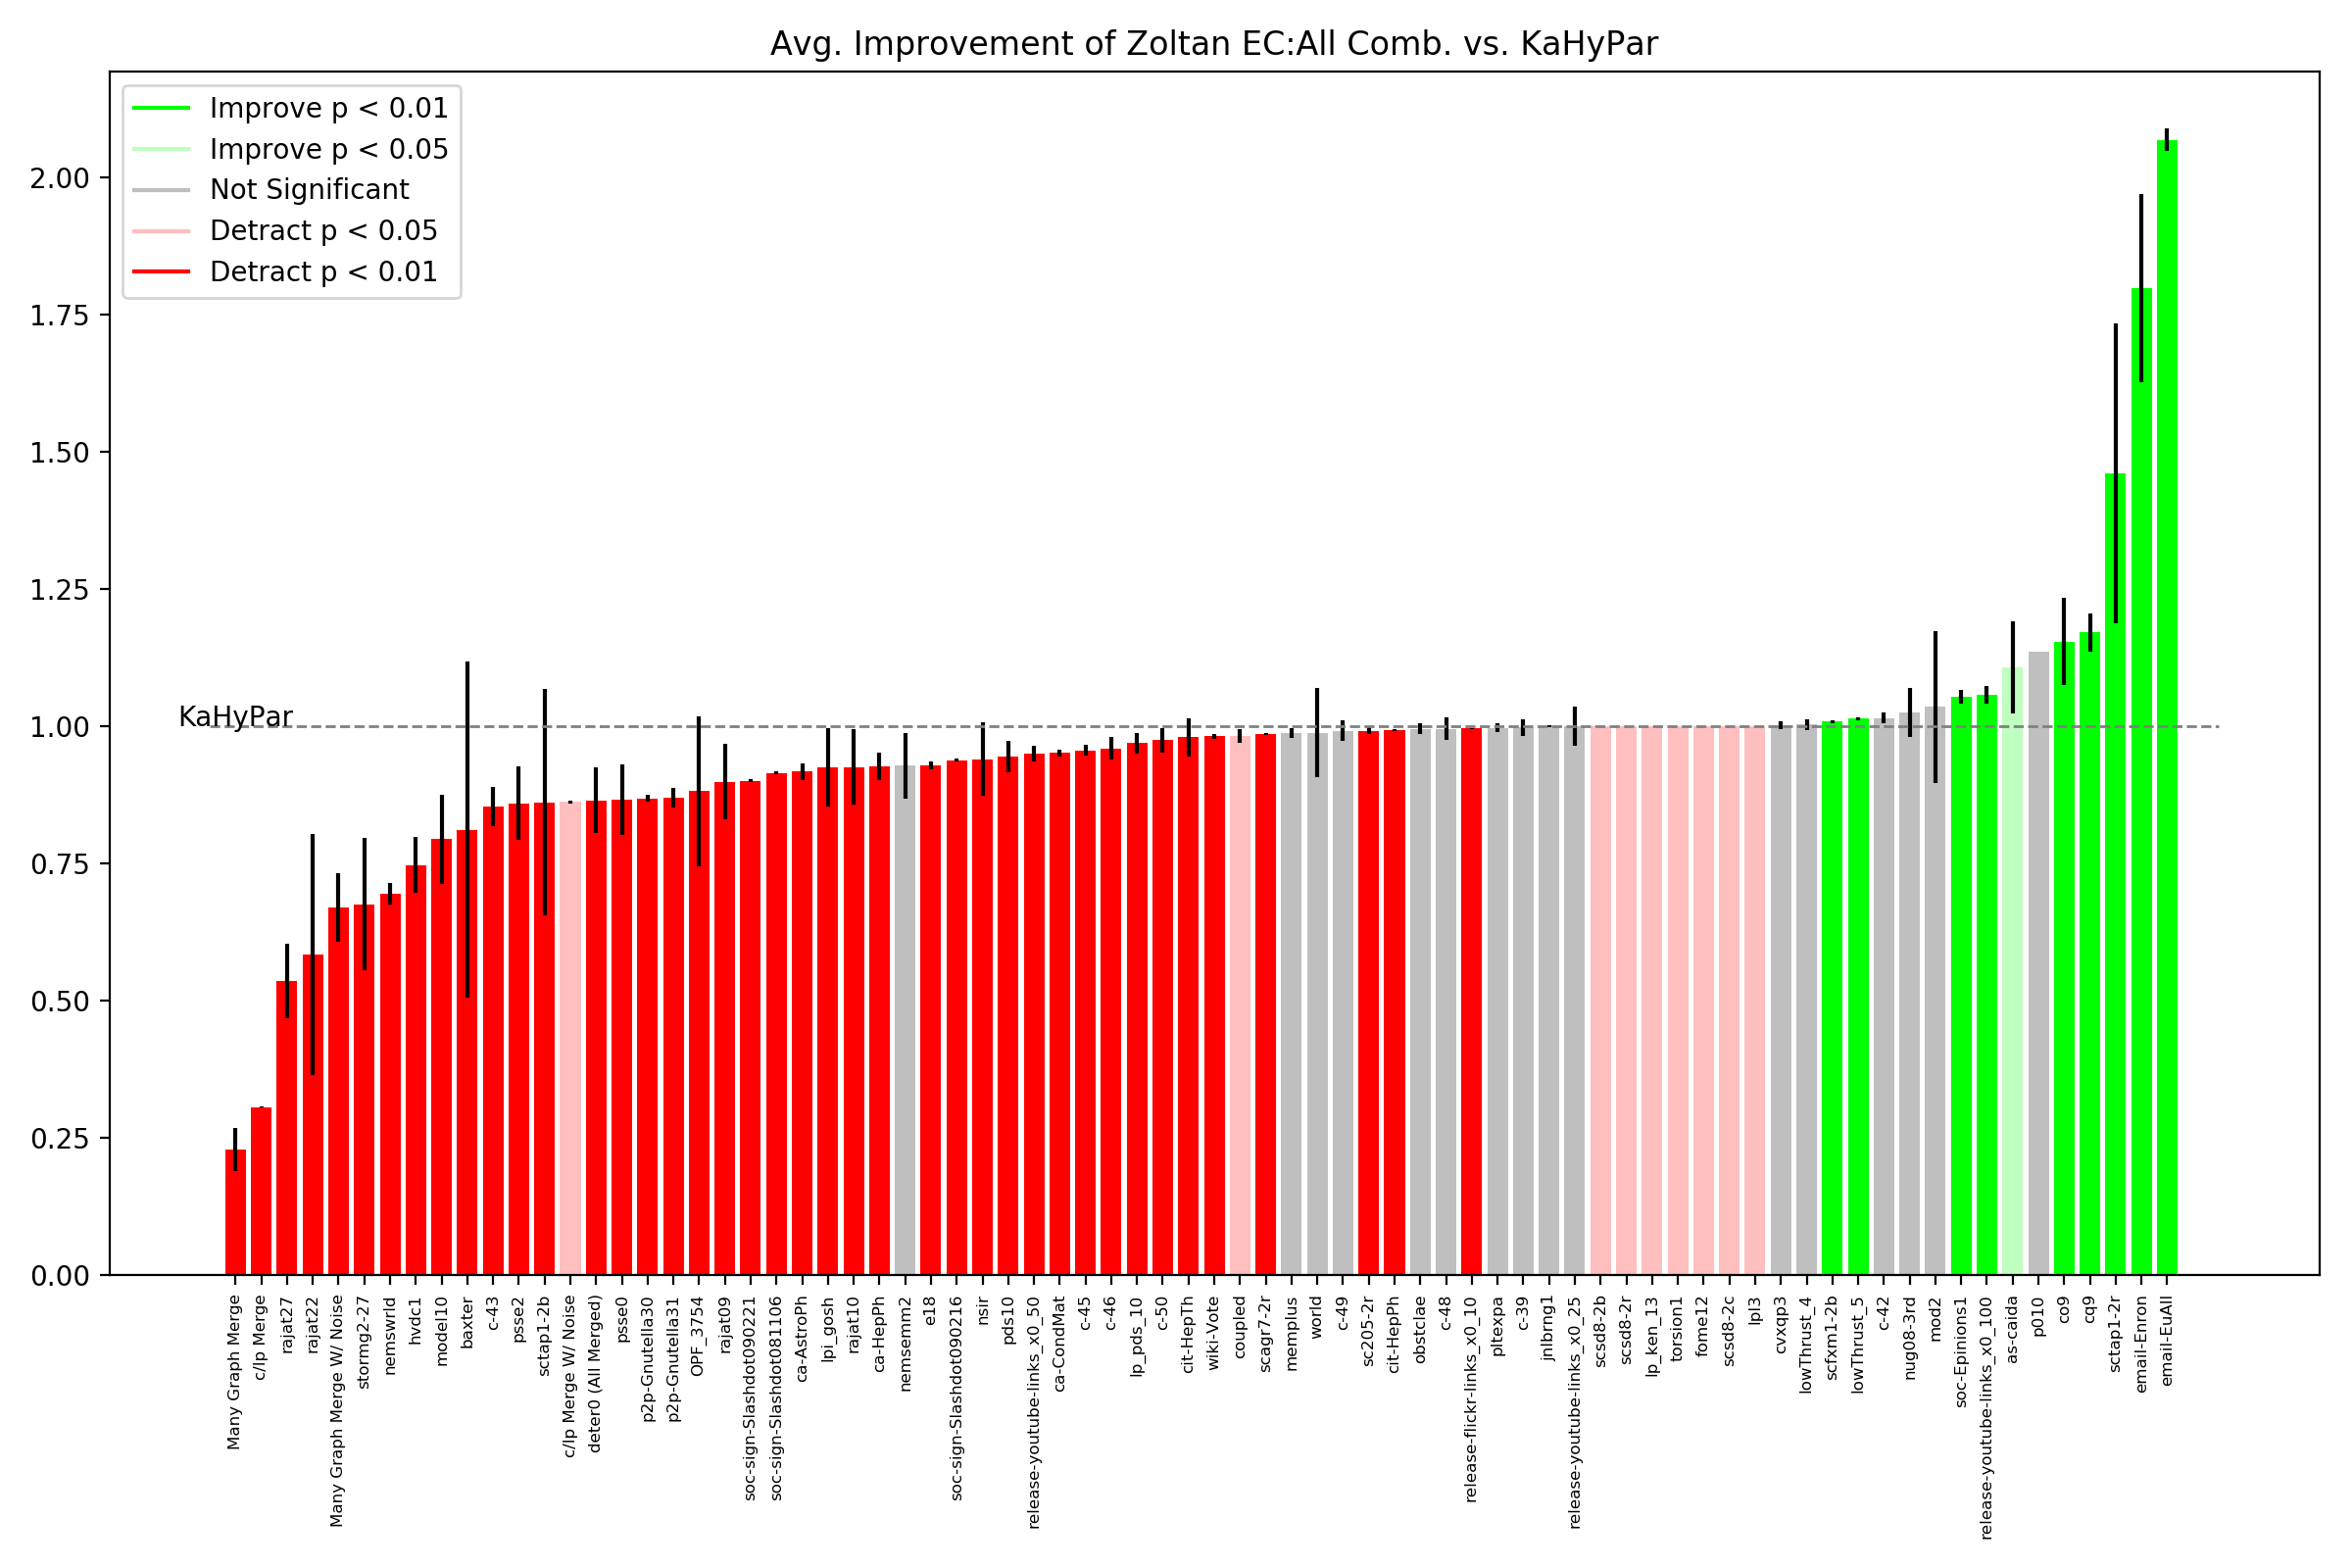 Avg. Improvement of Zoltan EC:All Comb. vs. KaHyPar
Improve p < 0.01
Improve p < 0.05
Not Significant
Detract p < 0.05
Detract p < 0.01
2.00
1.75
1.50
1.25
1.00
0.75
0.50
0.25
0.00
KaHyPar
Many Graph Merge
c/lp Merge
rajat27
rajat22
Many Graph Merge W/ Noise
stormg2-27
nemswrld
hvdc1
model10
baxter
c-43
psse2
sctap1-2b
c/lp Merge W/ Noise
deter0 (All Merged)
psse0
p2p-Gnutella30
p2p-Gnutella31
OPF_3754
rajat09
soc-sign-Slashdot090221
soc-sign-Slashdot081106
ca-AstroPh
lpi_gosh
rajat10
ca-HepPh
nemsemm2
e18
soc-sign-Slashdot090216
nsir
pds10
release-youtube-links_x0_50
ca-CondMat
c-45
c-46
lp_pds_10
c-50
cit-HepTh
wiki-Vote
coupled
scagr7-2r
memplus
world
c-49
sc205-2r
cit-HepPh
obstclae
c-48
release-flickr-links_x0_10
pltexpa
c-39
jnlbrng1
release-youtube-links_x0_25
scsd8-2b
scsd8-2r
lp_ken_13
torsion1
fome12
scsd8-2c
lpl3
cvxqp3
lowThrust_4
scfxm1-2b
lowThrust_5
c-42
nug08-3rd
mod2
soc-Epinions1
release-youtube-links_x0_100
as-caida
p010
co9
cq9
sctap1-2r
email-Enron
email-EuAll